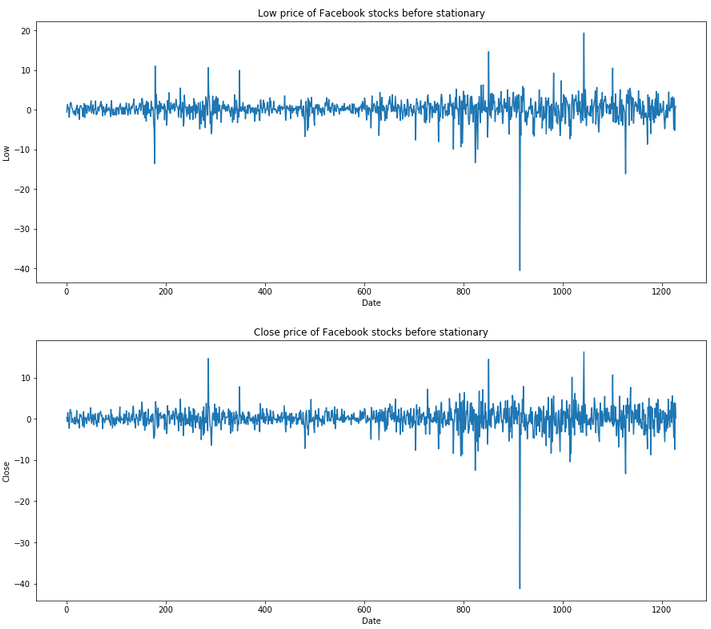 Low price of Facebook stocks before stationary
20
10
0
−10
−20
−30
−40
Low
0 200 400 600 800 1000 1200
Date
Close price of Facebook stocks before stationary
10
0
−10
−20
−30
−40
Close
0 200 400 600 800 1000 1200
Date